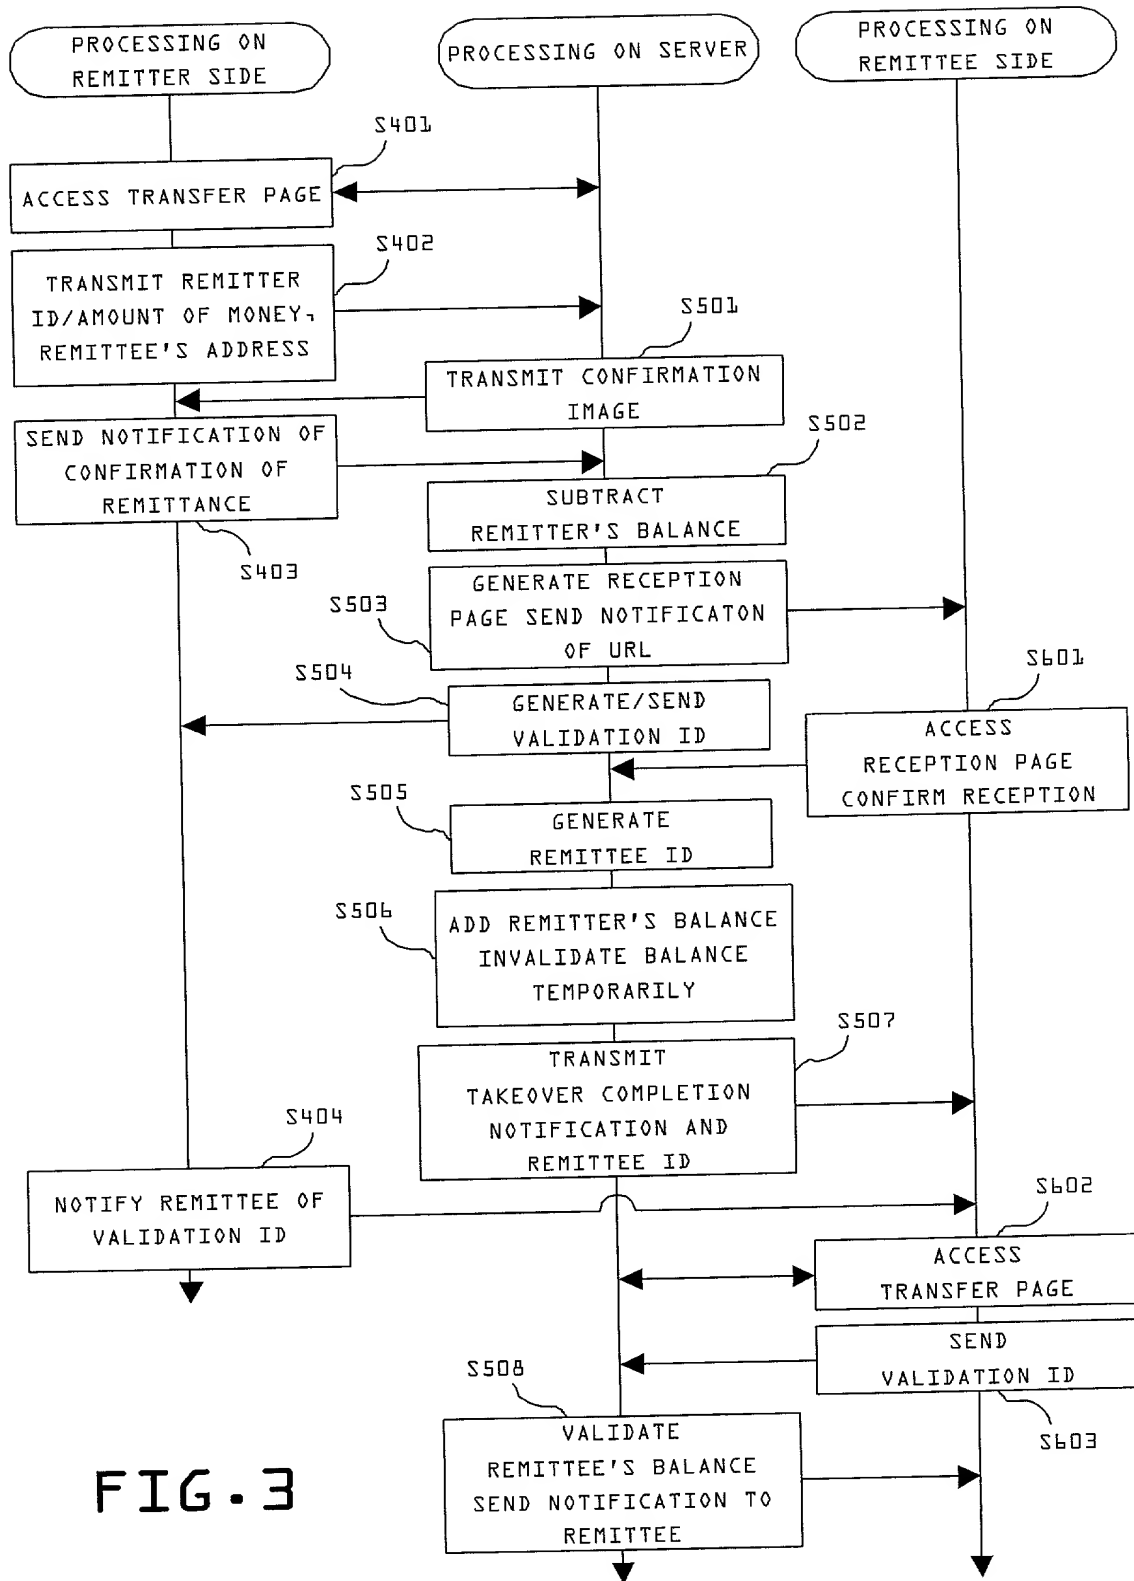 PROCESSING ON
REMITTER SIDE
PROCESSING ON SERVER
PROCESSING ON
REMITTEE SIDE
S401
ACCESS TRANSFER PAGE
S402
TRANSMIT REMITTER
ID/AMOUNT OF MONEY,
REMITTEE'S ADDRESS
S501
TRANSMIT CONFIRMATION
IMAGE
SEND NOTIFICATION OF
CONFIRMATION OF
REMITTANCE
S403
S502
SUBTRACT
REMITTER'S BALANCE
S503
GENERATE RECEPTION
PAGE SEND NOTIFICATON
OF URL
S504
GENERATE/SEND
VALIDATION ID
S601
ACCESS
RECEPTION PAGE
CONFIRM RECEPTION
S505
GENERATE
REMITTEE ID
S506
ADD REMITTER'S BALANCE
INVALIDATE BALANCE
TEMPORARILY
S507
TRANSMIT
TAKEOVER COMPLETION
NOTIFICATION AND
REMITTEE ID
S404
NOTIFY REMITTEE OF
VALIDATION ID
S602
ACCESS
TRANSFER PAGE
SEND
VALIDATION ID
S603
S508
VALIDATE
REMITTEE'S BALANCE
SEND NOTIFICATION TO
REMITTEE
FIG.3